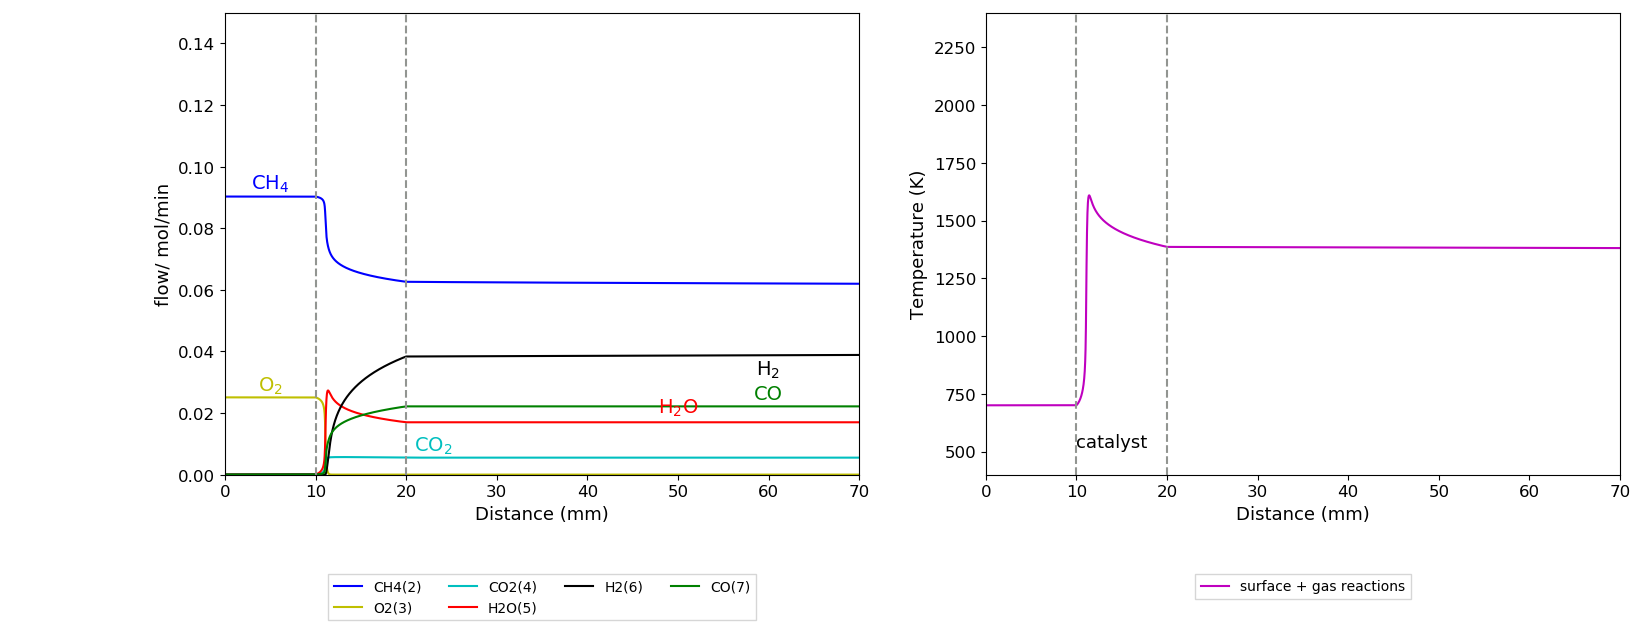 0.14
0.12
0.10
0.08
0.06
0.04
0.02
0.00
flow/ mol/min
CH4
O2
H2
CO
H2O
CO2
0 10 20 30 40 50 60 70
Distance (mm)
CH4(2) CO2(4) H2(6) CO(7)
O2(3) H2O(5)
2250
2000
1750
1500
1250
1000
750
500
Temperature (K)
catalyst
0 10 20 30 40 50 60 70
Distance (mm)
surface + gas reactions